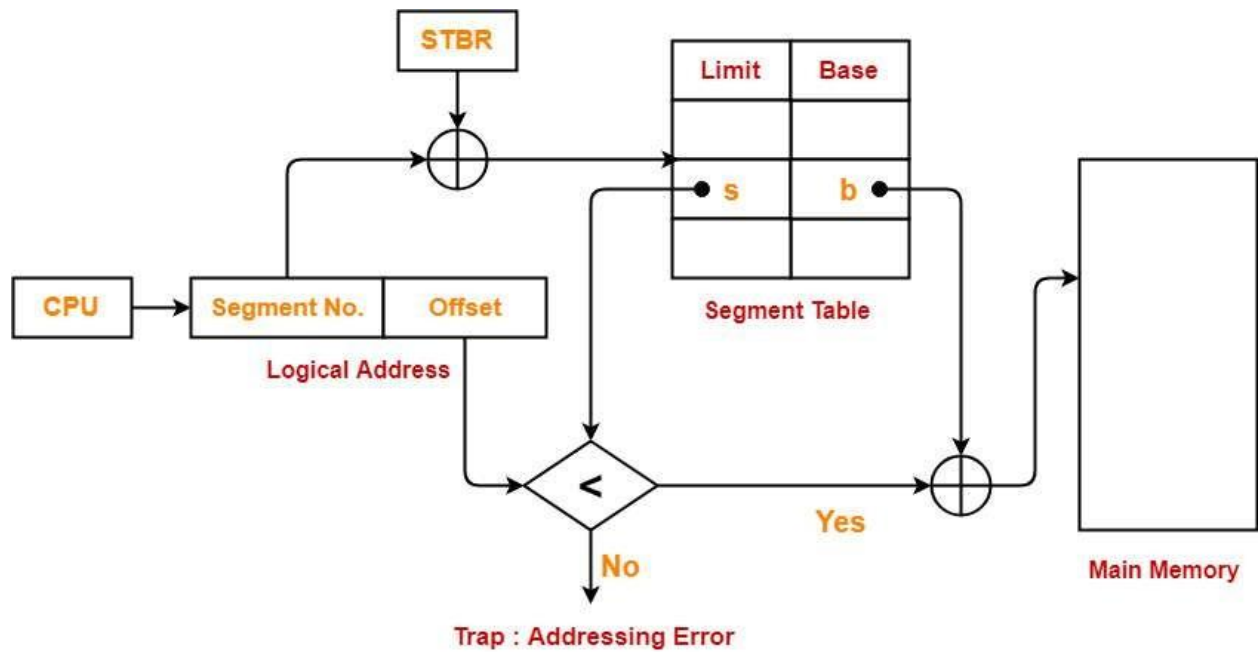 STBR
Limit Base
s b
CPU Segment No. Offset
Segment Table
Logical Address
<
Yes
No
Main Memory
Trap : Addressing Error